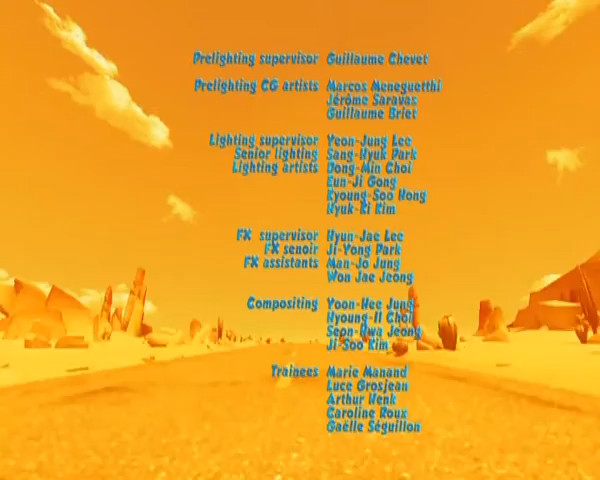 Prelighting supervisor Guillaume Chevet
Prelighting CG artists Marcos Meneguetthi
Jérôme Saravas
Guillaume Briet
Lighting supervisor Yeon-Jung Lee
Senior lighting Sang-Hyuk Park
Lighting artists Dong-Min Choi
Eun-Ji Gong
Kyoung-Soo Hong
Hyuk-Ki Kim
FX supervisor Hyun-Jae Lee
FX senoir Ji-Yong Park
FX assistants Man-Jo Jung
Won Jae Jeong
Compositing Yoon-Hee Jung
Hyoung-Il Choi
Seon-Hwa Jeong
Ji-Soo Kim
Trainees Marie Manand
Luce Grosjean
Arthur Henk
Caroline Roux
Gaëlle Séguillon